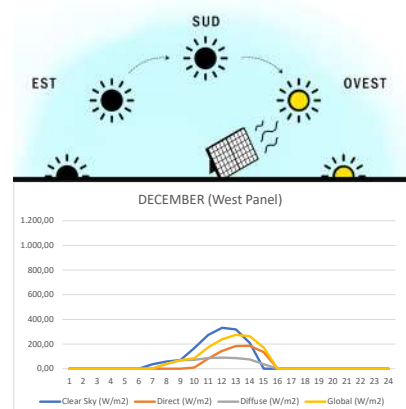 SUD
EST
OVEST
DECEMBER (West Panel)
1.200,00
1.000,00
800,00
600,00
400,00
200,00
0,00
1 2 3 4 5 6 7 8 9 10 11 12 13 14 15 16 17 18 19 20 21 22 23 24
Clear Sky (W/m2) Direct (W/m2) Diffuse (W/m2) Global (W/m2)